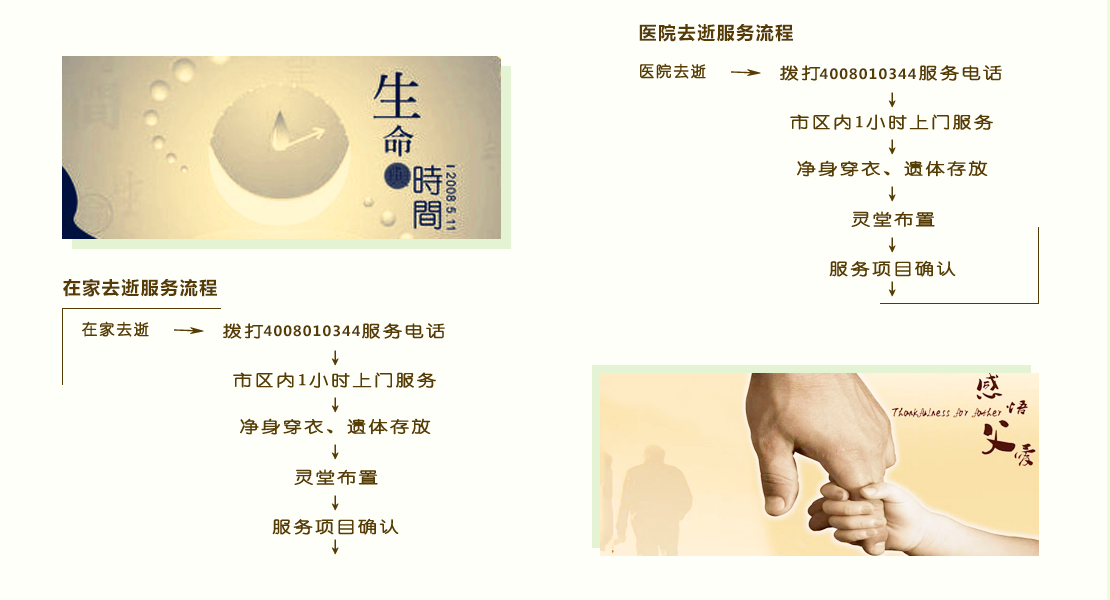 生
命
時
間
2008.5.11
在家去逝服务流程
在家去逝
拨打4008010344服务电话
市区内1小时上门服务
净身穿衣、遗体存放
灵堂布置
服务项目确认
医院去逝服务流程
医院去逝
拨打4008010344服务电话
市区内1小时上门服务
净身穿衣、遗体存放
灵堂布置
服务项目确认
感悟
Thankfulness for father
父爱